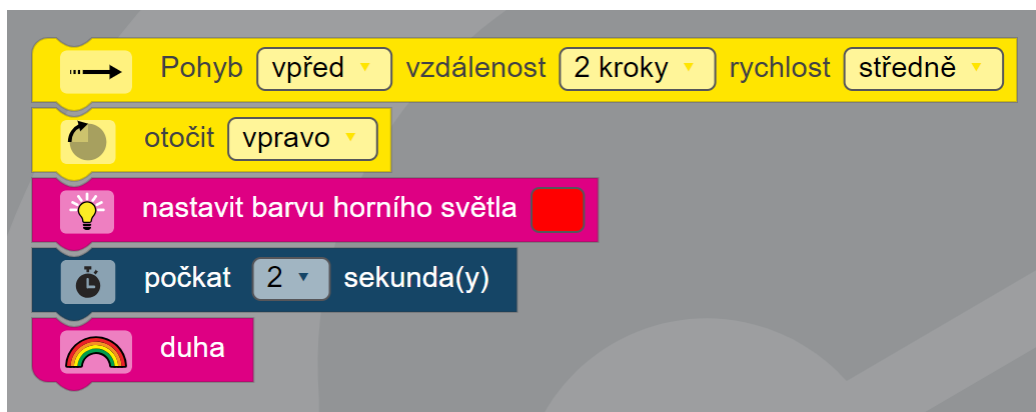 Pohyb vpřed vzdálenost 2 kroky rychlost středně
otočit vpravo
nastavit barvu horního světla
počkat 2 sekunda(y)
duha